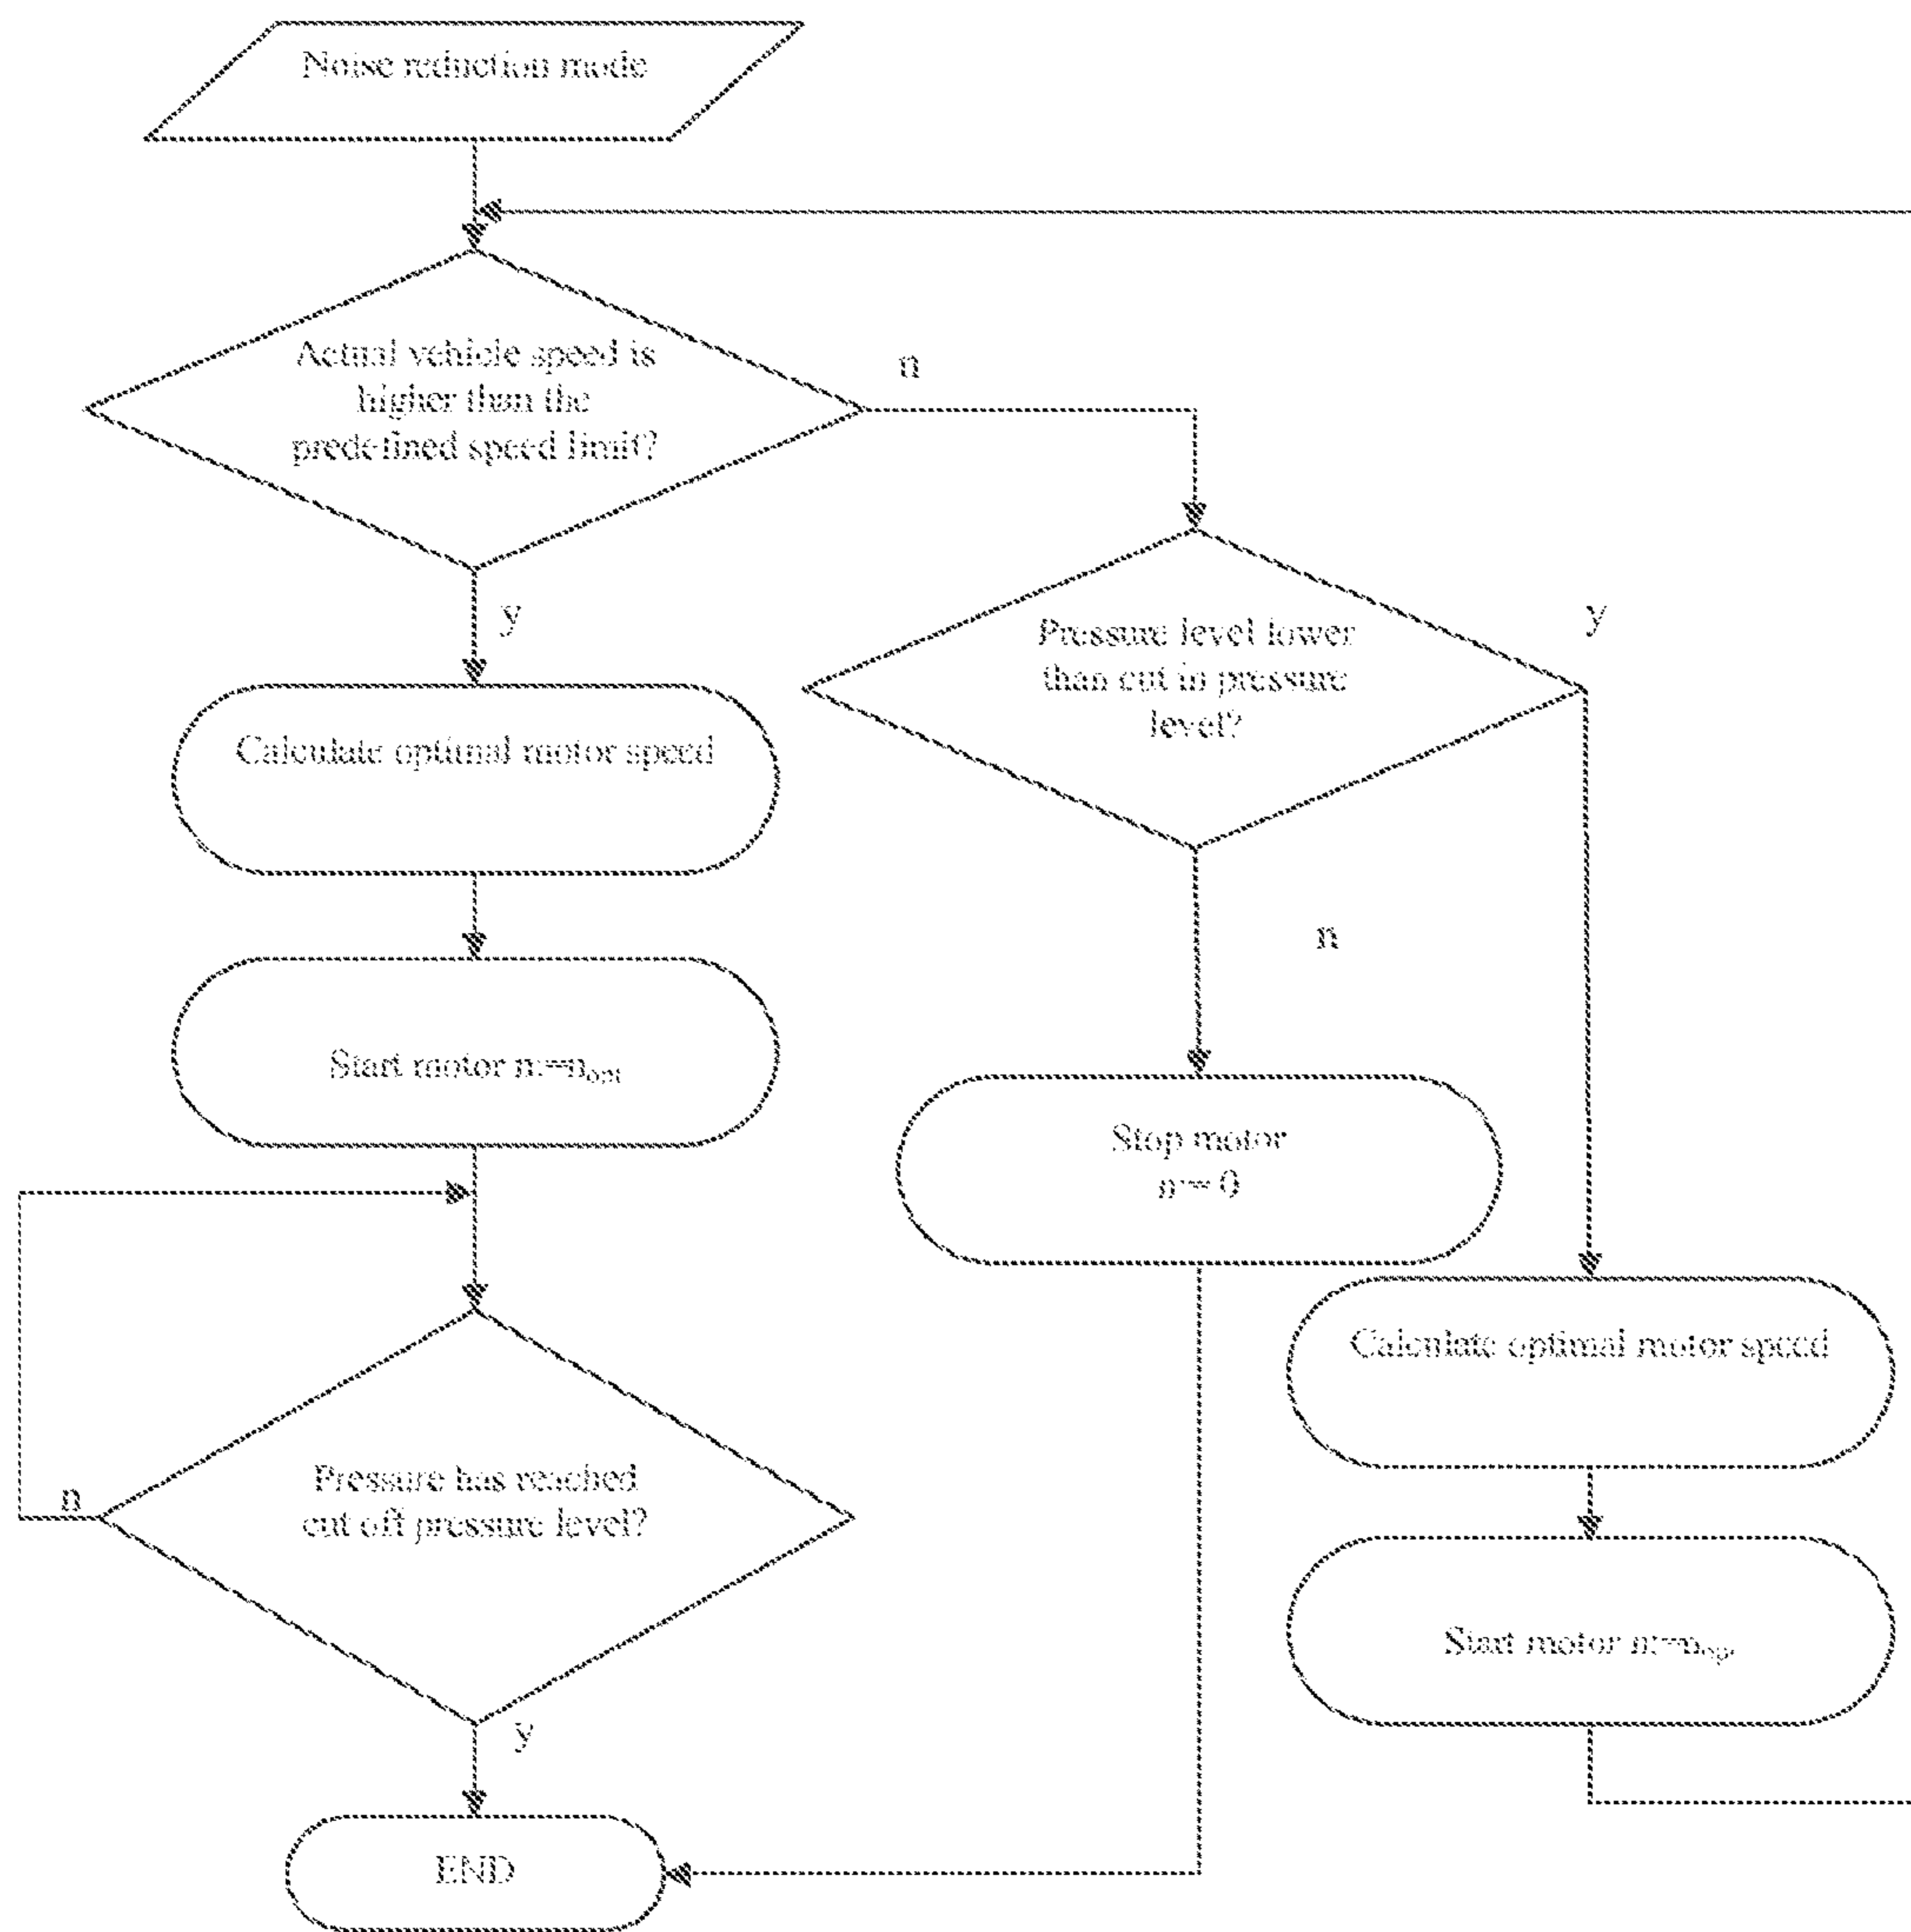 Noise reduction mode
Actual vehicle speed is
higher than the
predefined speed limit?
n
y
Pressure level lower
than cut in pressure
level?
y
n
Calculate optimal motor speed
Start motor n:=nopt
Stop motor
n:= 0
Calculate optimal motor speed
Start motor n:=nopt
Pressure has reached
cut off pressure level?
n
y
END